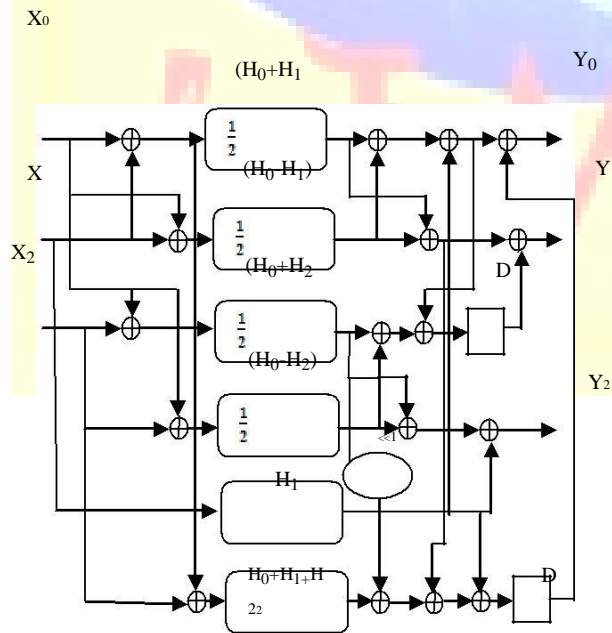 X0
Y0
(H0+H1
1/2
X
(H0-H1)
Y
1/2
X2
(H0+H2
D
1/2
(H0-H2)
Y2
1/2
<<1
H1
H0+H1+H
22
D